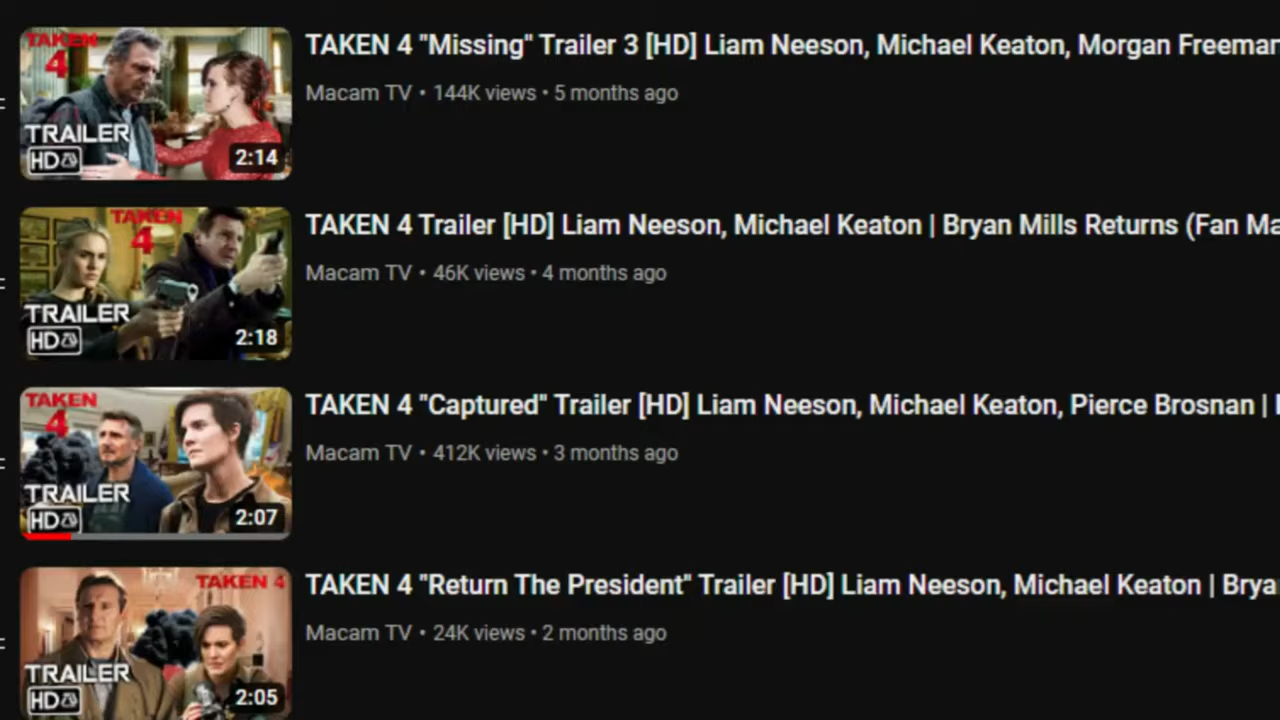 TAKEN
4
TRAILER
HD
2:14
TAKEN 4 "Missing" Trailer 3 [HD] Liam Neeson, Michael Keaton, Morgan Freeman
Macam TV • 144K views • 5 months ago
TAKEN
4
TRAILER
HD
2:18
TAKEN 4 Trailer [HD] Liam Neeson, Michael Keaton | Bryan Mills Returns (Fan Ma
Macam TV • 46K views • 4 months ago
TAKEN
4
TRAILER
HD
2:07
TAKEN 4 "Captured" Trailer [HD] Liam Neeson, Michael Keaton, Pierce Brosnan |
Macam TV • 412K views • 3 months ago
TAKEN 4
TRAILER
HD
2:05
TAKEN 4 "Return The President" Trailer [HD] Liam Neeson, Michael Keaton | Brya
Macam TV • 24K views • 2 months ago